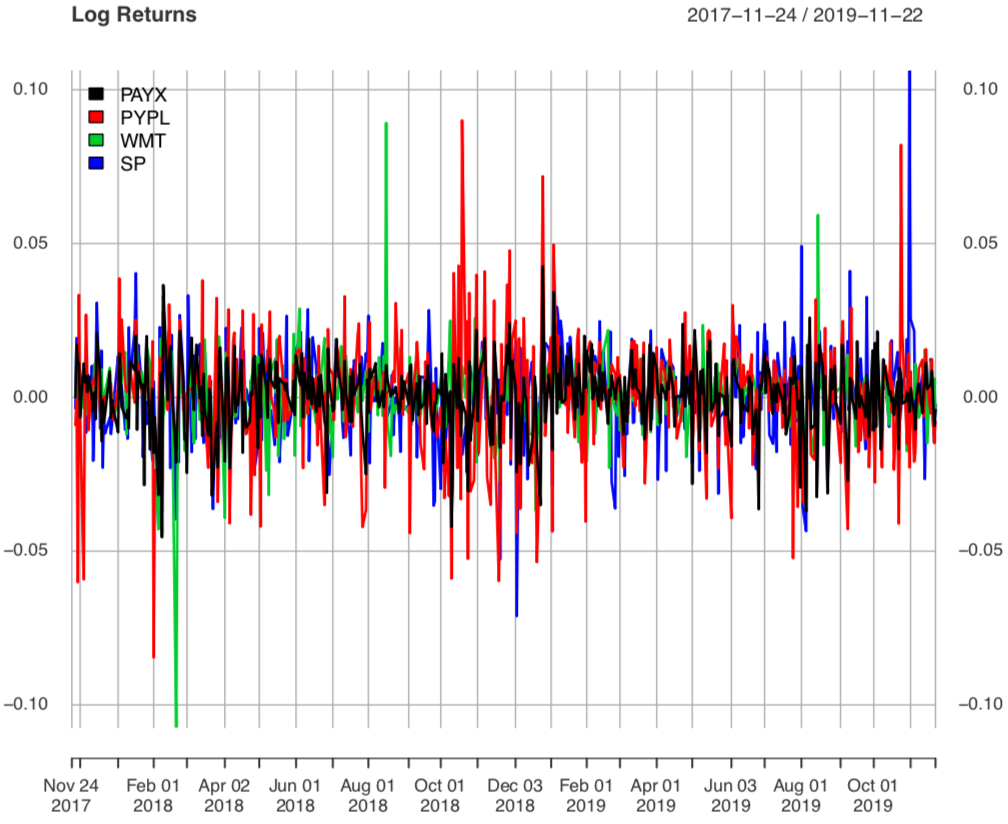 Log Returns
2017−11−24 / 2019−11−22
0.10
0.10
PAYX
PYPL
WMT
SP
0.05
0.05
0.00
0.00
−0.05
−0.05
−0.10
−0.10
Nov 24 Feb 01 Apr 02 Jun 01 Aug 01 Oct 01 Dec 03 Feb 01 Apr 01 Jun 03 Aug 01 Oct 01
2017 2018 2018 2018 2018 2018 2018 2019 2019 2019 2019 2019